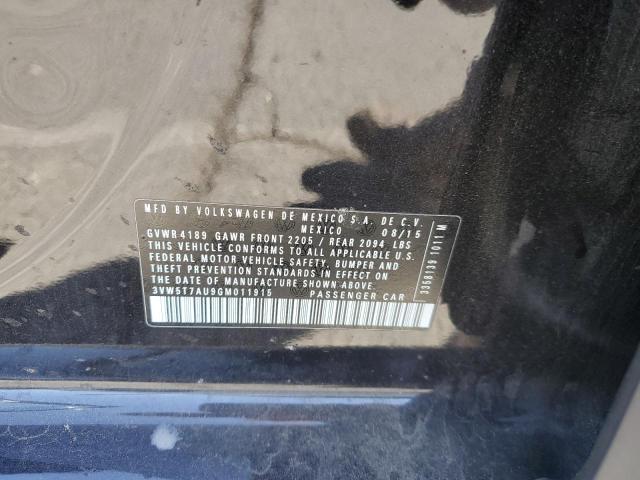 MFD. BY VOLKSWAGEN DE MEXICO S.A. DE C.V.
MEXICO 08/15
GVWR 4189 GAWR FRONT 2205 / REAR 2094 LBS
THIS VEHICLE CONFORMS TO ALL APPLICABLE U.S.
FEDERAL MOTOR VEHICLE SAFETY, BUMPER AND
THEFT PREVENTION STANDARDS IN EFFECT ON
THE DATE OF MANUFACTURE SHOWN ABOVE.
3VW5T7AU9GM011915 PASSENGER CAR
3358139 1011 M